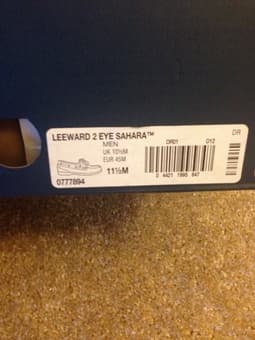 LEEWARD 2 EYE SAHARA™
MEN
UK 10½M
EUR 45M
11½M
0777894
DR01 D12
0 4421 1995 647
DR